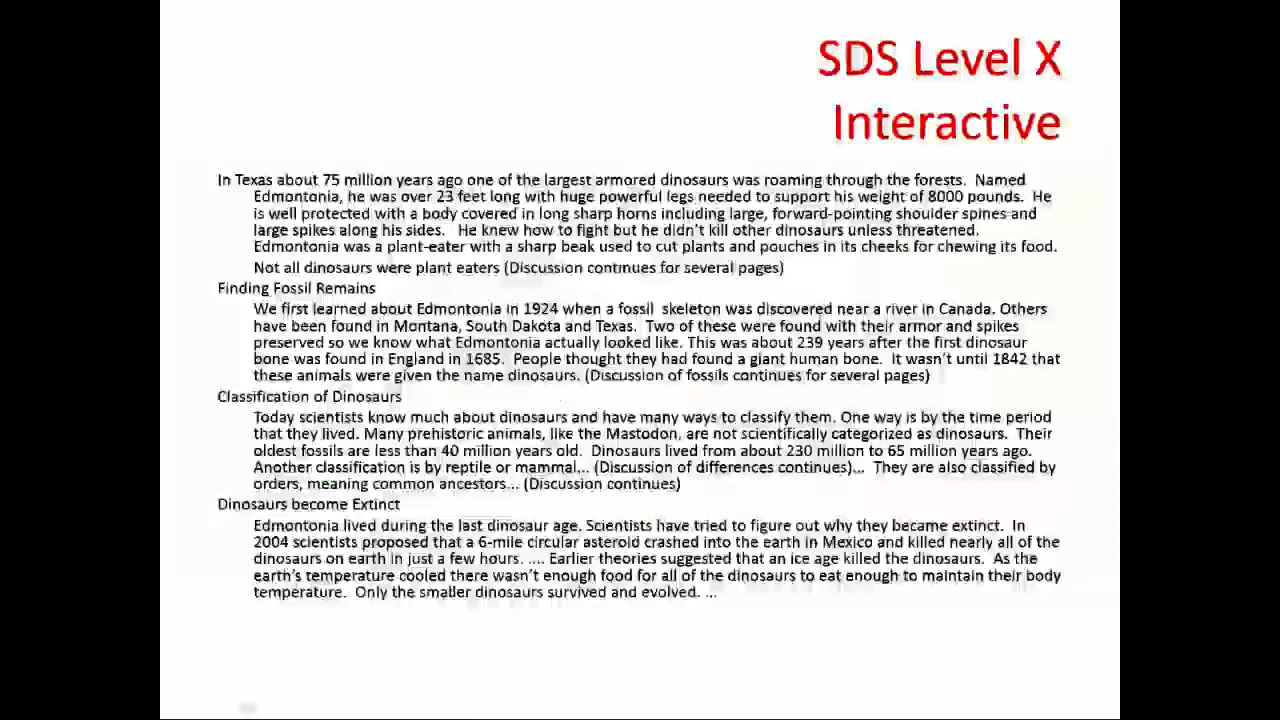 SDS Level X
Interactive
In Texas about 75 million years ago one of the largest armored dinosaurs was roaming through the forests.  Named
Edmontonia, he was over 23 feet long with huge powerful legs needed to support his weight of 8000 pounds.  He
is well protected with a body covered in long sharp horns including large, forward-pointing shoulder spines and
large spikes along his sides.   He knew how to fight but he didn't kill other dinosaurs unless threatened.
Edmontonia was a plant-eater with a sharp beak used to cut plants and pouches in its cheeks for chewing its food.
Not all dinosaurs were plant eaters (Discussion continues for several pages)
Finding Fossil Remains
We first learned about Edmontonia in 1924 when a fossil  skeleton was discovered near a river in Canada. Others
have been found in Montana, South Dakota and Texas.  Two of these were found with their armor and spikes
preserved so we know what Edmontonia actually looked like. This was about 239 years after the first dinosaur
bone was found in England in 1685.  People thought they had found a giant human bone.  It wasn't until 1842 that
these animals were given the name dinosaurs. (Discussion of fossils continues for several pages)
Classification of Dinosaurs
Today scientists know much about dinosaurs and have many ways to classify them. One way is by the time period
that they lived. Many prehistoric animals, like the Mastodon, are not scientifically categorized as dinosaurs.  Their
oldest fossils are less than 40 million years old.  Dinosaurs lived from about 230 million to 65 million years ago.
Another classification is by reptile or mammal... (Discussion of differences continues)...  They are also classified by
orders, meaning common ancestors... (Discussion continues)
Dinosaurs become Extinct
Edmontonia lived during the last dinosaur age. Scientists have tried to figure out why they became extinct.  In
2004 scientists proposed that a 6-mile circular asteroid crashed into the earth in Mexico and killed nearly all of the
dinosaurs on earth in just a few hours. .... Earlier theories suggested that an ice age killed the dinosaurs.  As the
earth's temperature cooled there wasn't enough food for all of the dinosaurs to eat enough to maintain their body
temperature.  Only the smaller dinosaurs survived and evolved. ...